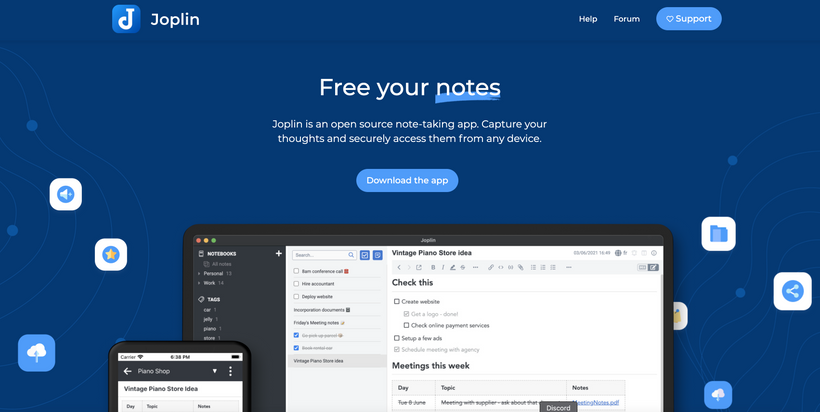 Joplin
Help
Forum
Support
Free your notes
Joplin is an open source note-taking app. Capture your
thoughts and securely access them from any device.
Download the app
Joplin
NOTEBOOKS
All notes
Personal 13
Work 14
TAGS
car 1
jelly 1
piano 1
store 1
Search...
8am conference call
Hire accountant
Deploy website
Incorporation documents
Friday's Meeting notes
Go pick up parcel
Book rental car
Vintage Piano Store idea
Vintage Piano Store idea
03/06/2021 16:49
fr
Check this
Create website
Get a logo - done!
Check online payment services
Setup a few ads
Schedule meeting with agency
Meetings this week
Day Topic Notes
Tue 8 June Meeting with supplier - ask about that MeetingNotes.pdf
Discord
Carrier 6:38 PM
Piano Shop
Vintage Piano Store Idea
Day Topic Notes